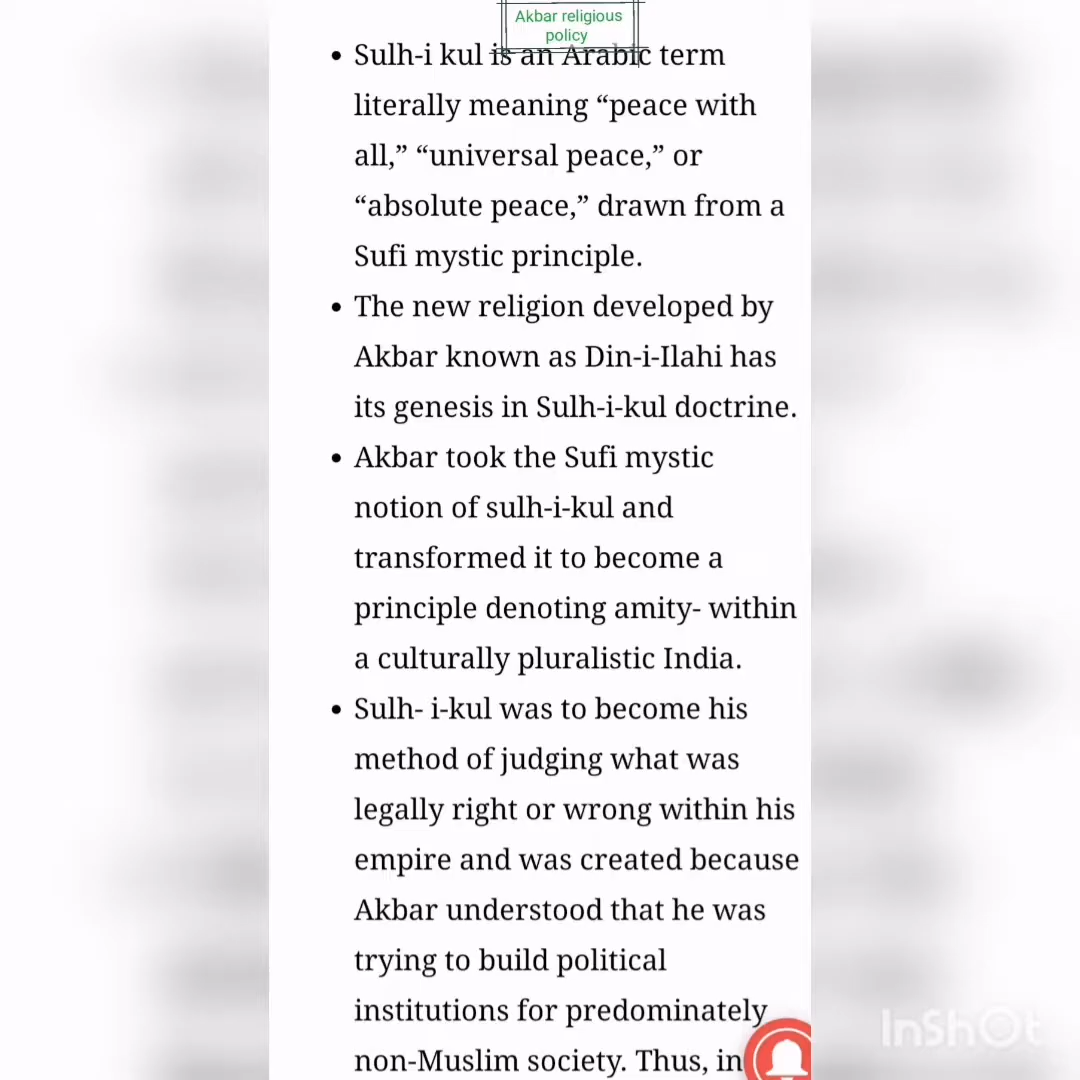 Akbar religious
policy
• Sulh-i kul is an Arabic term
literally meaning “peace with
all,” “universal peace,” or
“absolute peace,” drawn from a
Sufi mystic principle.
• The new religion developed by
Akbar known as Din-i-Ilahi has
its genesis in Sulh-i-kul doctrine.
• Akbar took the Sufi mystic
notion of sulh-i-kul and
transformed it to become a
principle denoting amity- within
a culturally pluralistic India.
• Sulh- i-kul was to become his
method of judging what was
legally right or wrong within his
empire and was created because
Akbar understood that he was
trying to build political
institutions for predominately
non-Muslim society. Thus, in
InShOt